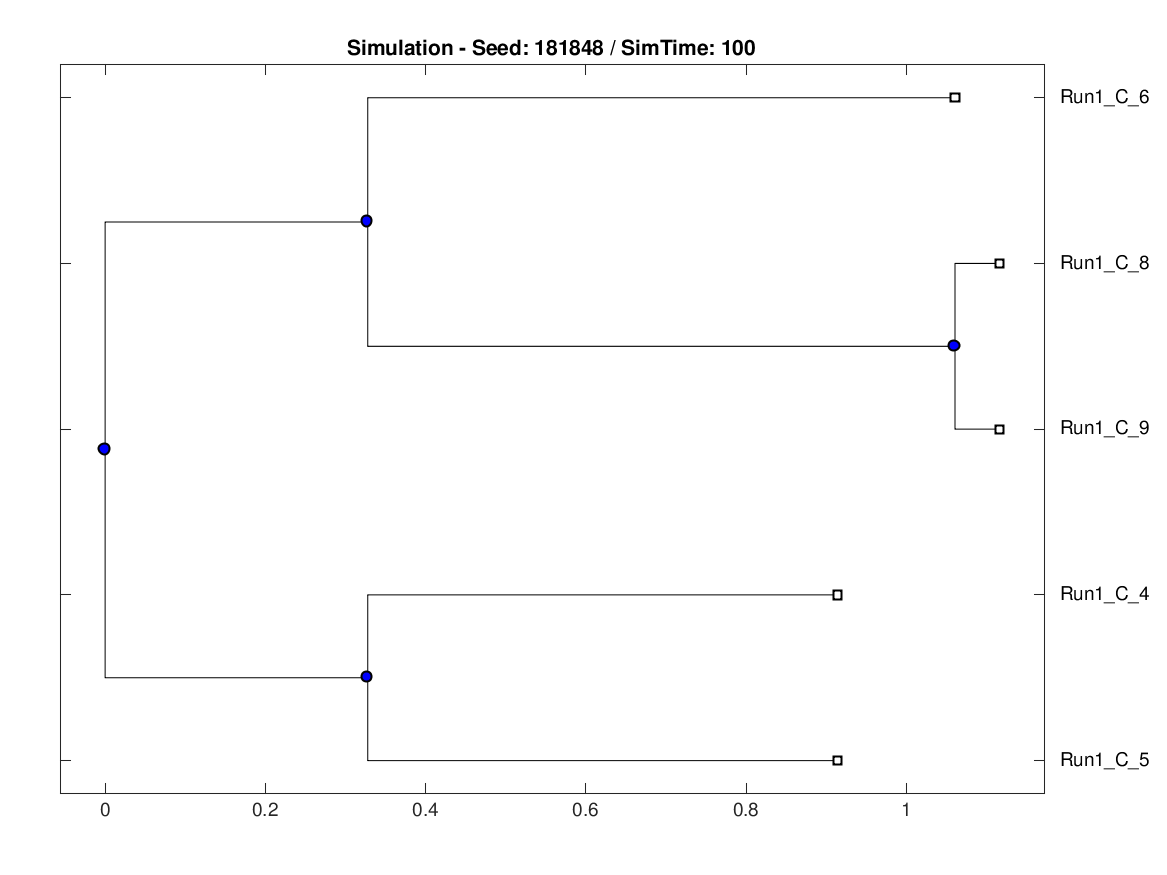 Simulation - Seed: 181848 / SimTime: 100
Run1_C_6
Run1_C_8
Run1_C_9
Run1_C_4
Run1_C_5
0 0.2 0.4 0.6 0.8 1